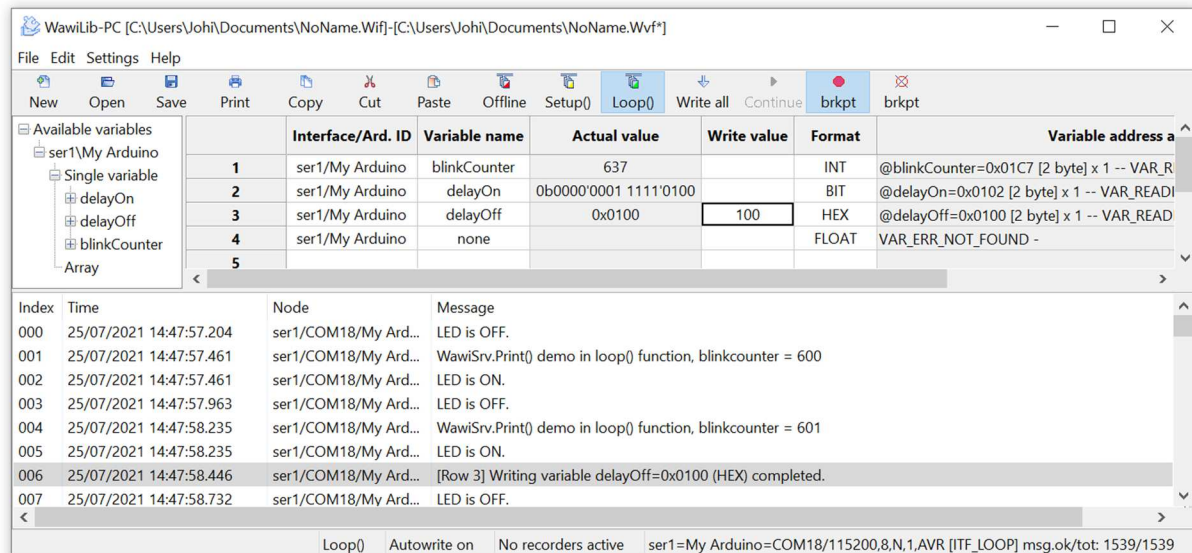 WawiLib-PC [C:\Users\Johi\Documents\NoName.Wif]-[C:\Users\Johi\Documents\NoName.Wvf*]
File Edit Settings Help
New Open Save Print Copy Cut Paste Offline Setup() Loop() Write all Continue brkpt brkpt
Available variables
ser1\My Arduino
Single variable
delayOn
delayOff
blinkCounter
Array
Interface/Ard. ID Variable name Actual value Write value Format Variable address a
1 ser1/My Arduino blinkCounter 637 INT @blinkCounter=0x01C7 [2 byte] x 1 -- VAR_R
2 ser1/My Arduino delayOn 0b0000'0001 1111'0100 BIT @delayOn=0x0102 [2 byte] x 1 -- VAR_READI
3 ser1/My Arduino delayOff 0x0100 100 HEX @delayOff=0x0100 [2 byte] x 1 -- VAR_READ
4 ser1/My Arduino none FLOAT VAR_ERR_NOT_FOUND -
5
Index Time Node Message
000 25/07/2021 14:47:57.204 ser1/COM18/My Ard... LED is OFF.
001 25/07/2021 14:47:57.461 ser1/COM18/My Ard... WawiSrv.Print() demo in loop() function, blinkcounter = 600
002 25/07/2021 14:47:57.461 ser1/COM18/My Ard... LED is ON.
003 25/07/2021 14:47:57.963 ser1/COM18/My Ard... LED is OFF.
004 25/07/2021 14:47:58.235 ser1/COM18/My Ard... WawiSrv.Print() demo in loop() function, blinkcounter = 601
005 25/07/2021 14:47:58.235 ser1/COM18/My Ard... LED is ON.
006 25/07/2021 14:47:58.446 ser1/COM18/My Ard... [Row 3] Writing variable delayOff=0x0100 (HEX) completed.
007 25/07/2021 14:47:58.732 ser1/COM18/My Ard... LED is OFF.
Loop() Autowrite on No recorders active ser1=My Arduino=COM18/115200,8,N,1,AVR [ITF_LOOP] msg.ok/tot: 1539/1539